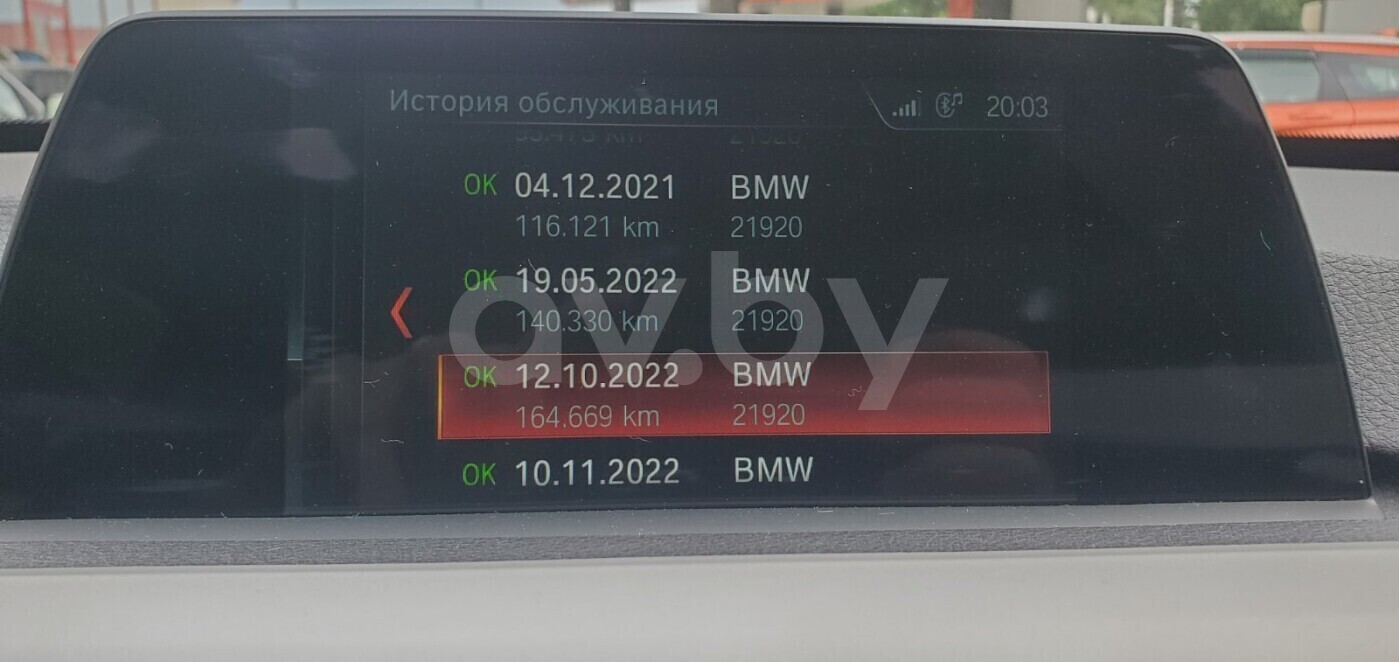 История обслуживания 20:03
OK 04.12.2021 BMW
116.121 km 21920
OK 19.05.2022 BMW
140.330 km 21920
OK 12.10.2022 BMW
164.669 km 21920
OK 10.11.2022 BMW
av.by